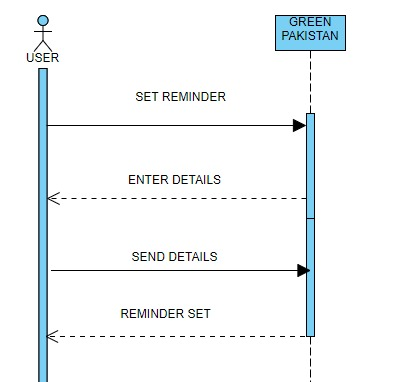 GREEN
PAKISTAN
USER
SET REMINDER
ENTER DETAILS
SEND DETAILS
REMINDER SET